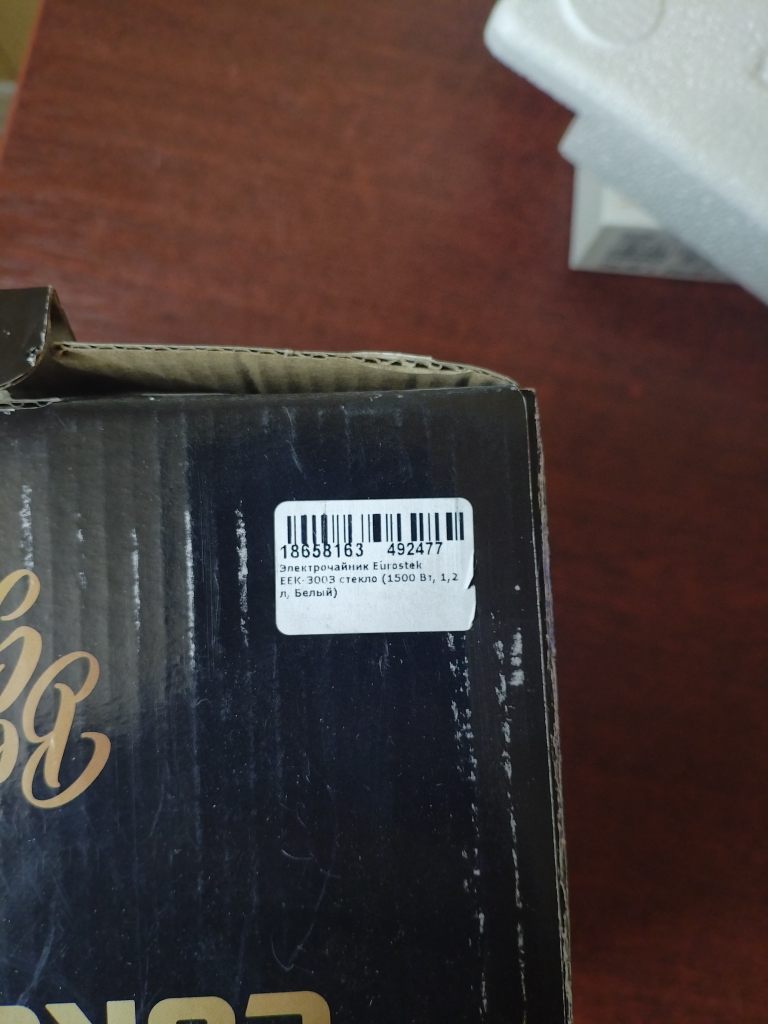 18658163 492477
Электрочайник Eurostek
EEK-3003 стекло (1500 Вт, 1,2
л, Белый)